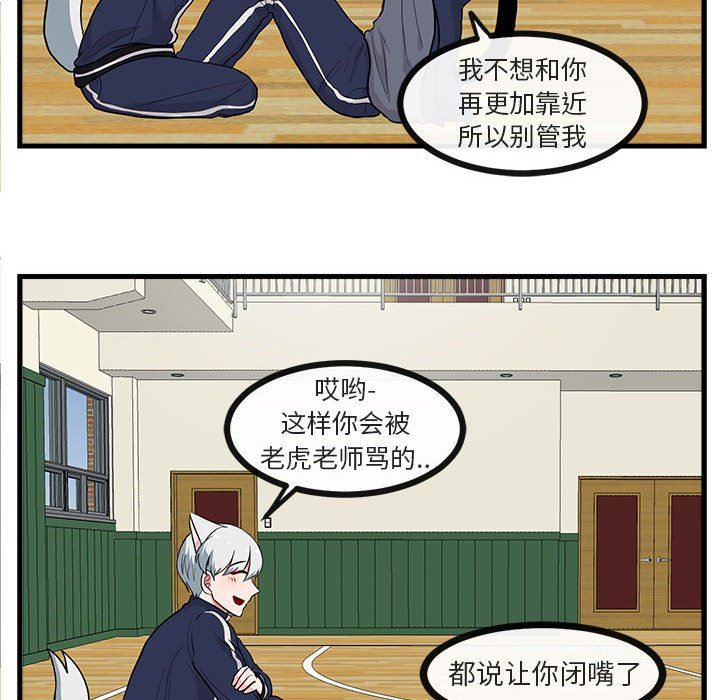 我不想和你
再更加靠近
所以别管我
哎哟-
这样你会被
老虎老师骂的..
都说让你闭嘴了